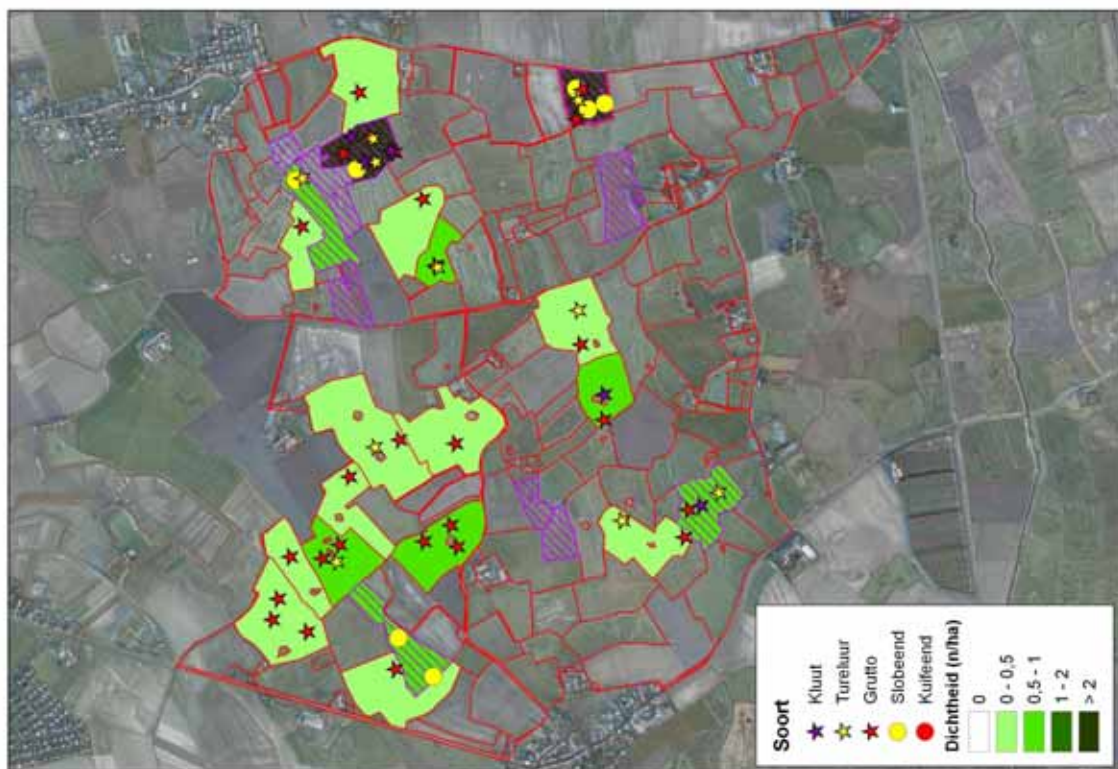 Soort
Kluut
Tureluur
Grutto
Slobeend
Kuifeend
Dichtheid (n/ha)
0
0 - 0,5
0,5 - 1
1 - 2
> 2